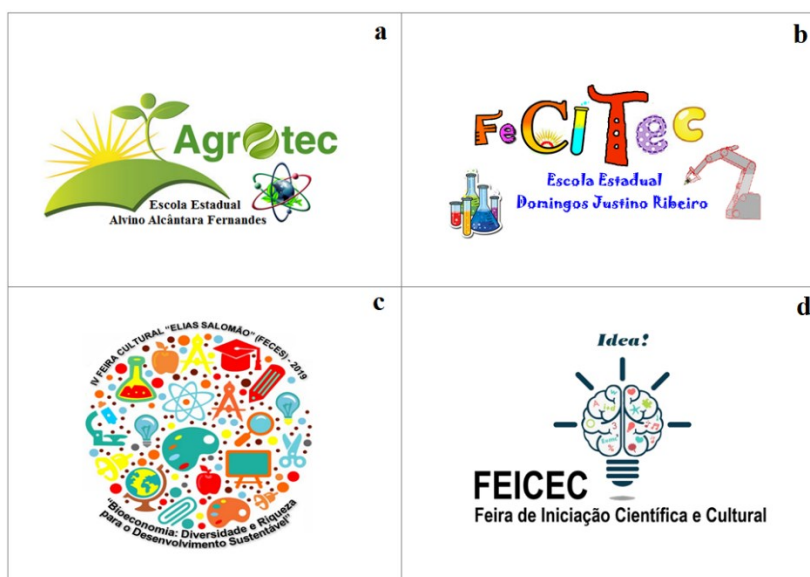 a
Agrotec
Escola Estadual
Alvino Alcântara Fernandes
b
FeCiTec
Escola Estadual
Domingos Justino Ribeiro
c
IV FEIRA CULTURAL "ELIAS SALOMÃO" (FECES) - 2019
"Bioeconomia: Diversidade e Riqueza
para o Desenvolvimento Sustentável"
d
Idea!
FEICEC
Feira de Iniciação Científica e Cultural